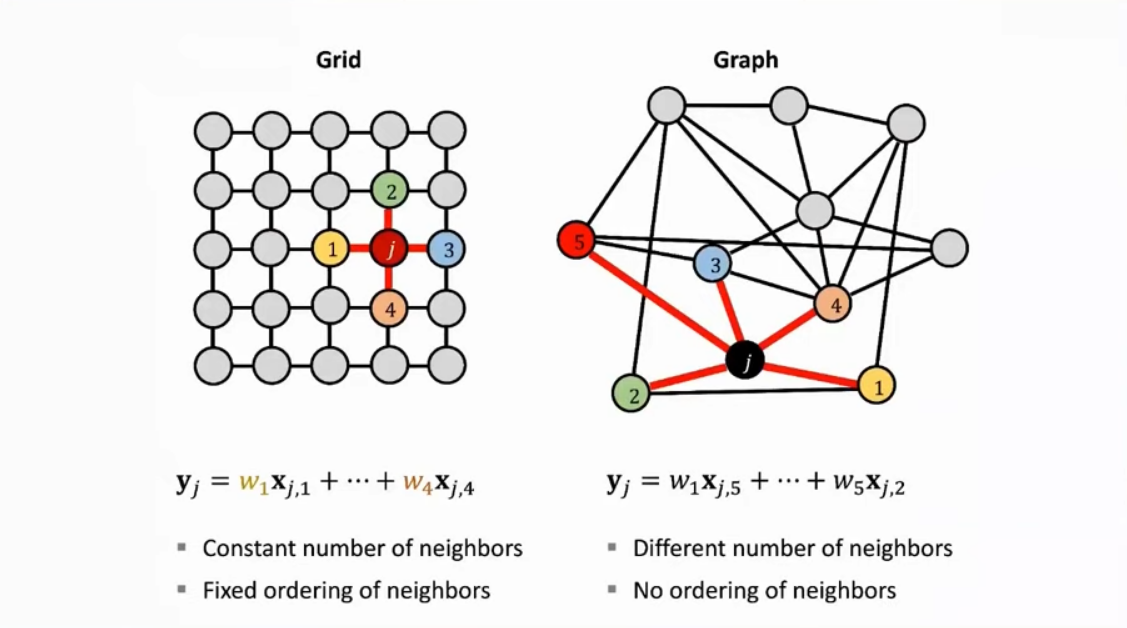 Grid
2
1 j 3
4
𝐲ⱼ = w₁𝐱ⱼ,₁ + ⋯ + w₄𝐱ⱼ,₄
▪ Constant number of neighbors
▪ Fixed ordering of neighbors
Graph
5
3
4
j
2
1
𝐲ⱼ = w₁𝐱ⱼ,₅ + ⋯ + w₅𝐱ⱼ,₂
▪ Different number of neighbors
▪ No ordering of neighbors